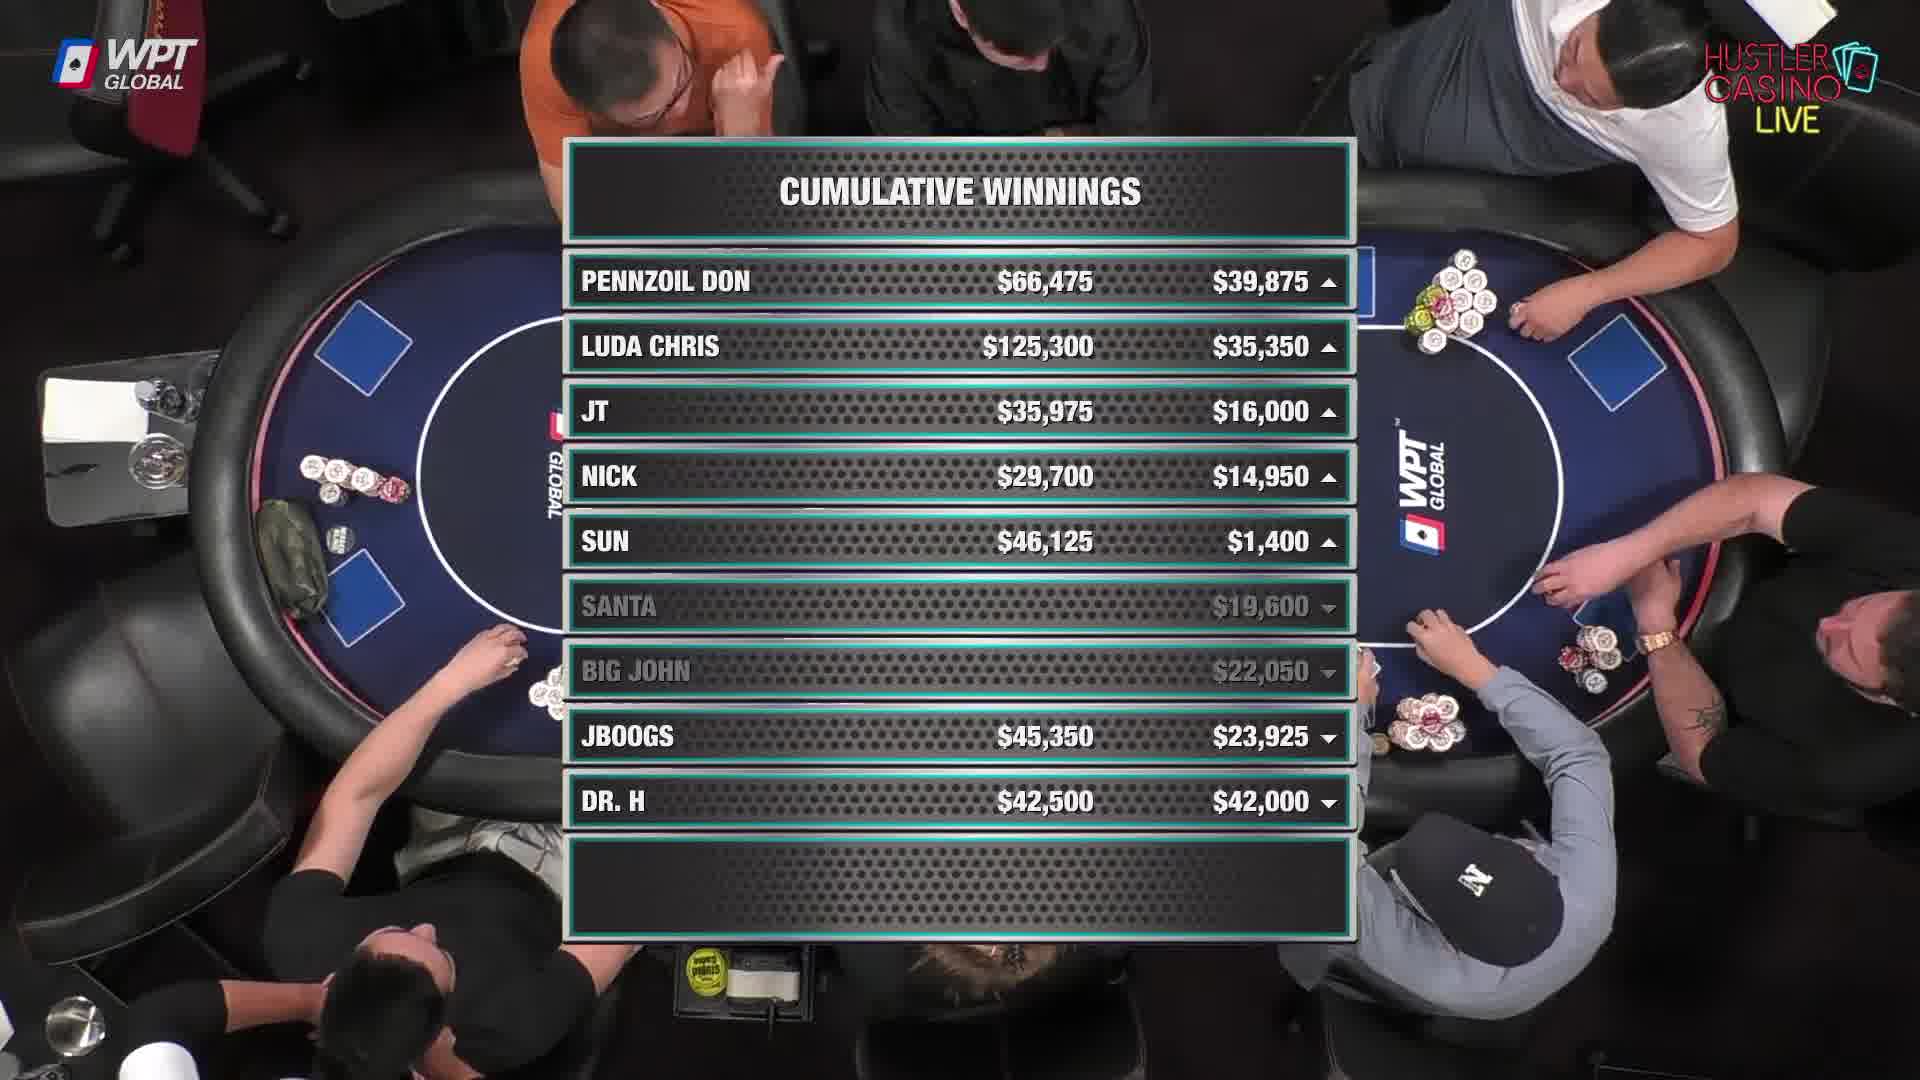 WPT
GLOBAL
HUSTLER
CASINO
LIVE
CUMULATIVE WINNINGS
PENNZOIL DON $66,475 $39,875
LUDA CHRIS $125,300 $35,350
JT $35,975 $16,000
NICK $29,700 $14,950
SUN $46,125 $1,400
SANTA $19,600
BIG JOHN $22,050
JBOOGS $45,350 $23,925
DR. H $42,500 $42,000
GLOBAL
WPT
GLOBAL
N